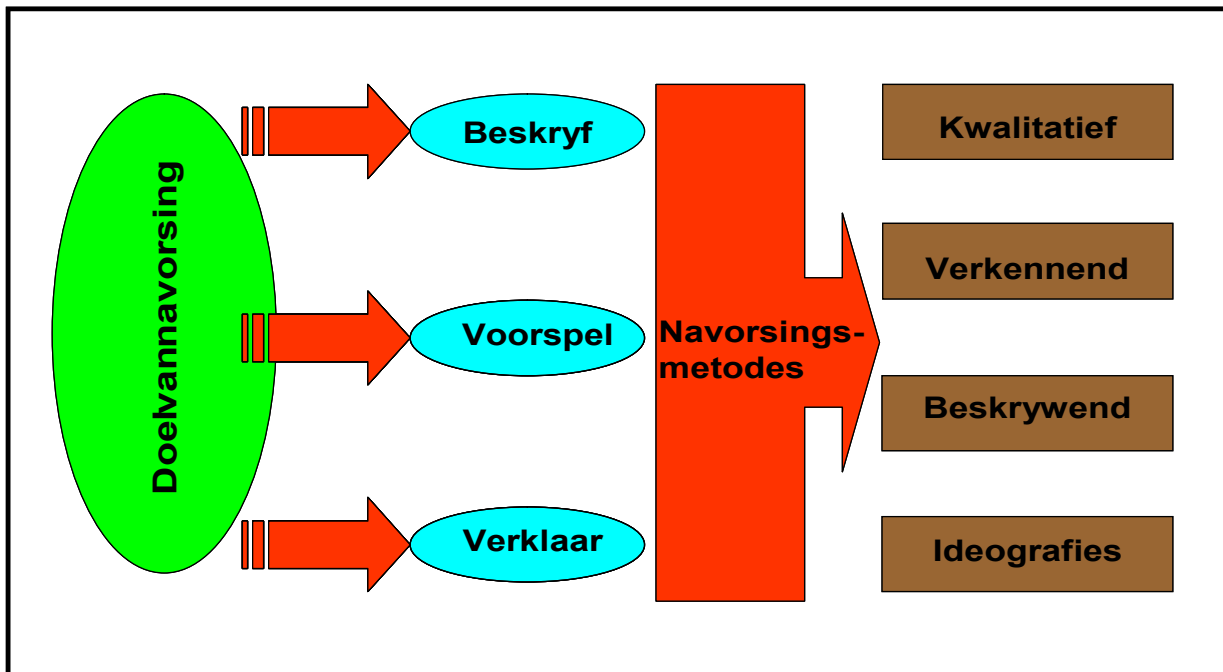 Doelvannavorsing
Beskryf
Voorspel
Verklaar
Navorsings-
metodes
Kwalitatief
Verkennend
Beskrywend
Ideografies